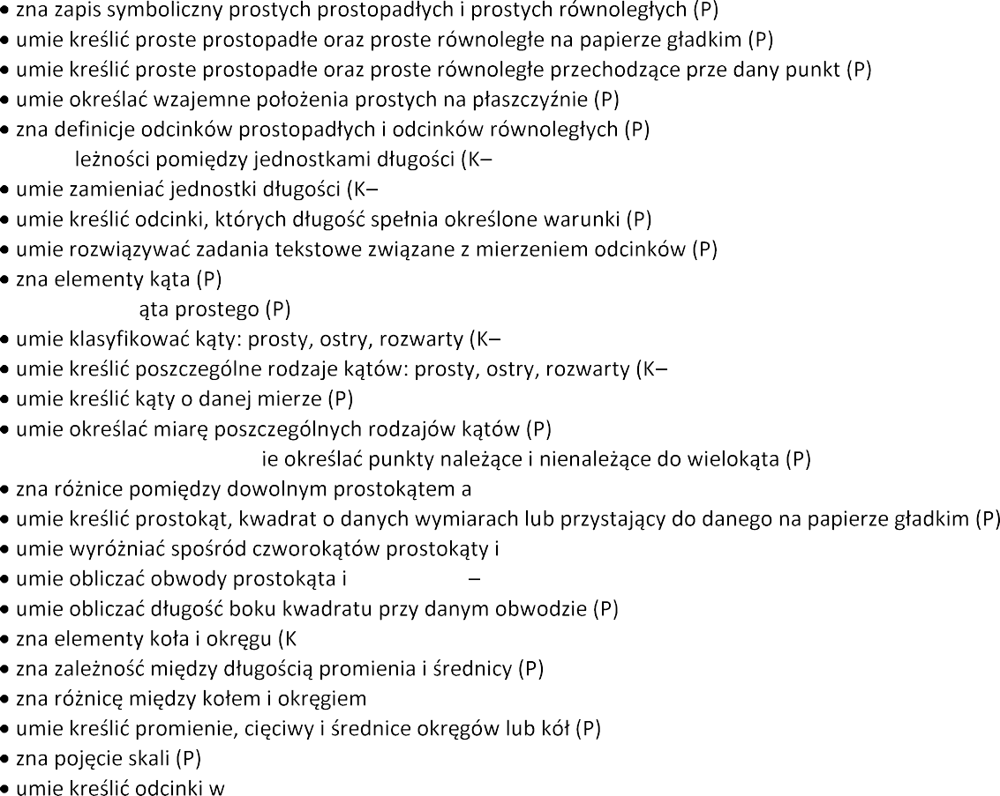 • zna zapis symboliczny prostych prostopadłych i prostych równoległych (P)
• umie kreślić proste prostopadłe oraz proste równoległe na papierze gładkim (P)
• umie kreślić proste prostopadłe oraz proste równoległe przechodzące prze dany punkt (P)
• umie określać wzajemne położenia prostych na płaszczyźnie (P)
• zna definicje odcinków prostopadłych i odcinków równoległych (P)
leżności pomiędzy jednostkami długości (K–
• umie zamieniać jednostki długości (K–
• umie kreślić odcinki, których długość spełnia określone warunki (P)
• umie rozwiązywać zadania tekstowe związane z mierzeniem odcinków (P)
• zna elementy kąta (P)
ąta prostego (P)
• umie klasyfikować kąty: prosty, ostry, rozwarty (K–
• umie kreślić poszczególne rodzaje kątów: prosty, ostry, rozwarty (K–
• umie kreślić kąty o danej mierze (P)
• umie określać miarę poszczególnych rodzajów kątów (P)
ie określać punkty należące i nienależące do wielokąta (P)
• zna różnice pomiędzy dowolnym prostokątem a
• umie kreślić prostokąt, kwadrat o danych wymiarach lub przystający do danego na papierze gładkim (P)
• umie wyróżniać spośród czworokątów prostokąty i
• umie obliczać obwody prostokąta i –
• umie obliczać długość boku kwadratu przy danym obwodzie (P)
• zna elementy koła i okręgu (K
• zna zależność między długością promienia i średnicy (P)
• zna różnicę między kołem i okręgiem
• umie kreślić promienie, cięciwy i średnice okręgów lub kół (P)
• zna pojęcie skali (P)
• umie kreślić odcinki w